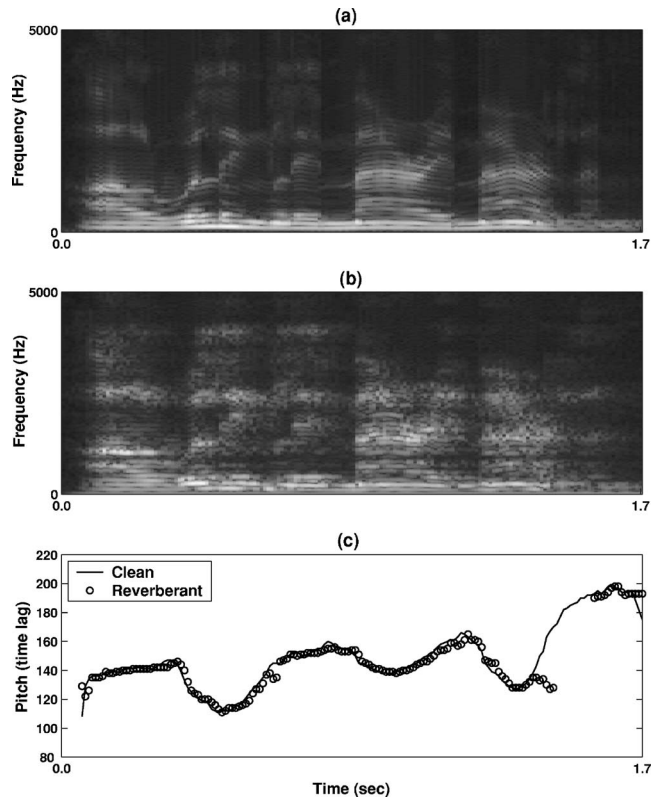 (a)
5000
Frequency (Hz)
0
0.0
1.7
(b)
5000
Frequency (Hz)
0
0.0
1.7
(c)
220
200
180
160
140
120
100
80
Pitch (time lag)
Clean
Reverberant
0.0
1.7
Time (sec)